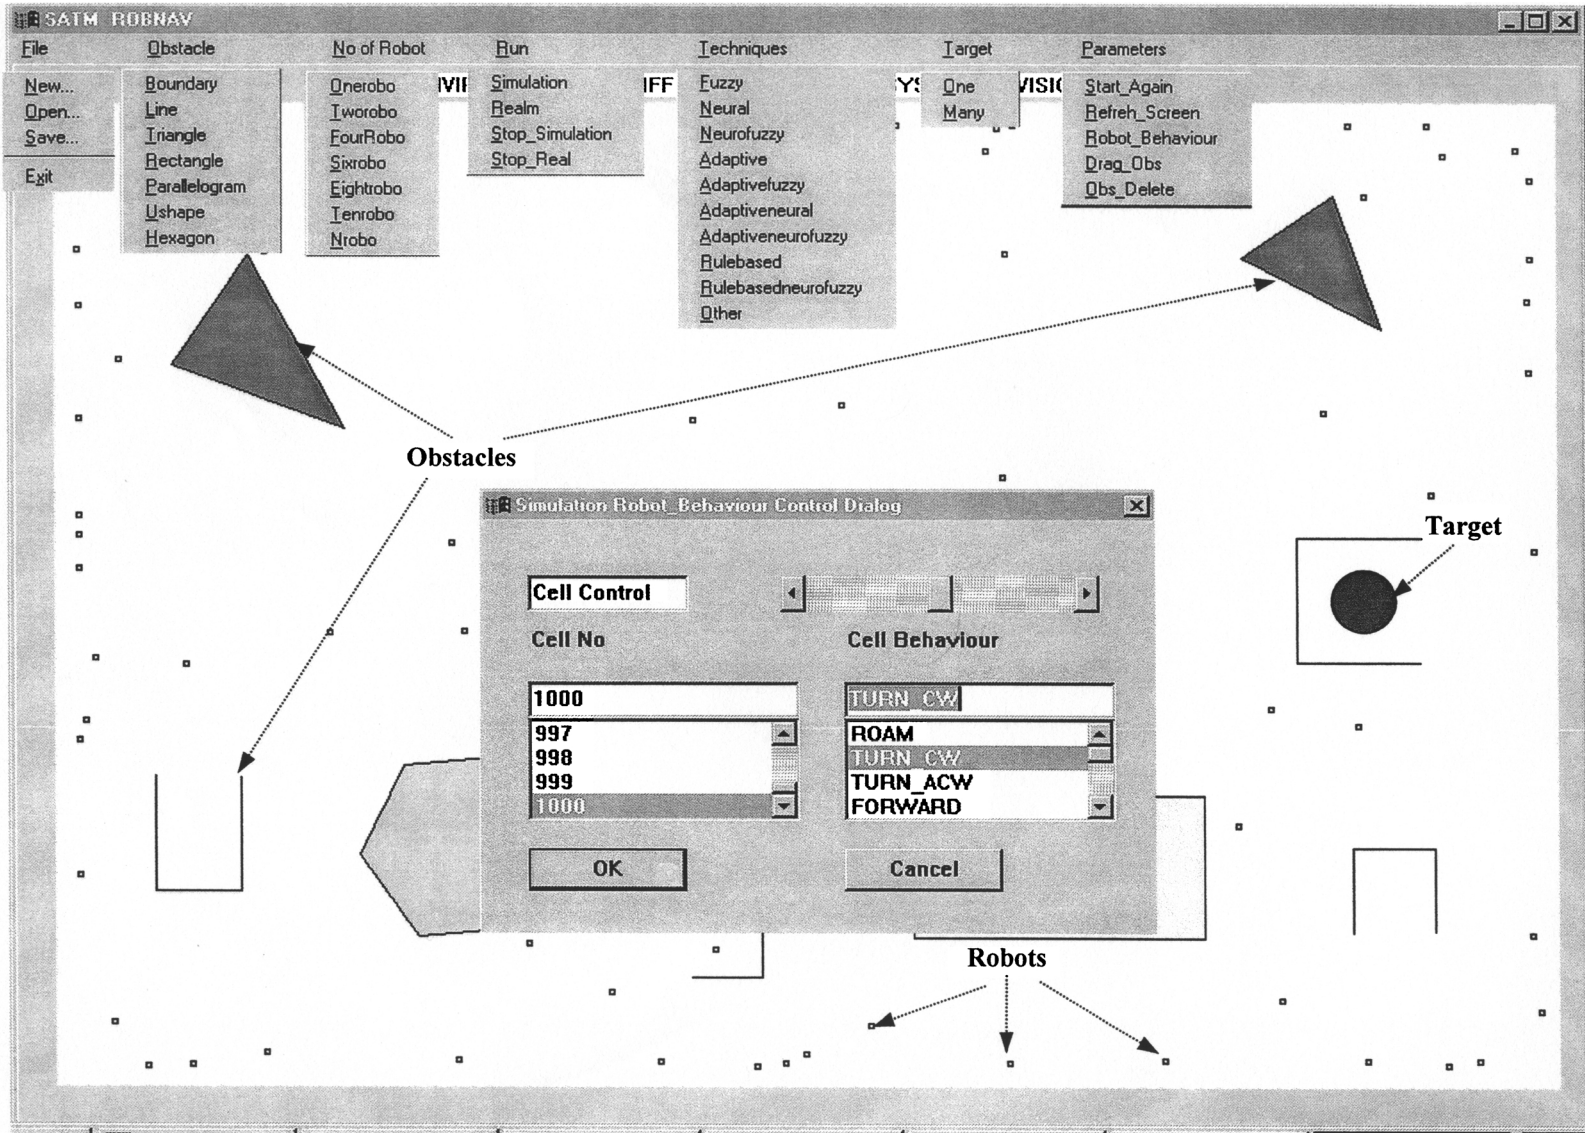 SATM_ROBNAV
File Obstacle No of Robot Run Techniques Target Parameters
New...
Open...
Save...
Exit
Boundary
Line
Triangle
Rectangle
Parallelogram
Ushape
Hexagon
Onerobo
Tworobo
FourRobo
Sixrobo
Eightrobo
Tenrobo
Nrobo
Simulation
Realm
Stop_Simulation
Stop_Real
Fuzzy
Neural
Neurofuzzy
Adaptive
Adaptivefuzzy
Adaptiveneural
Adaptiveneurofuzzy
Rulebased
Rulebasedneurofuzzy
Other
One
Many
Start_Again
Refreh_Screen
Robot_Behaviour
Drag_Obs
Obs_Delete
Obstacles
Target
Simulation Robot_Behaviour Control Dialog
Cell Control
Cell No
Cell Behaviour
1000
997
998
999
1000
TURN_CW
ROAM
TURN_CW
TURN_ACW
FORWARD
OK
Cancel
Robots